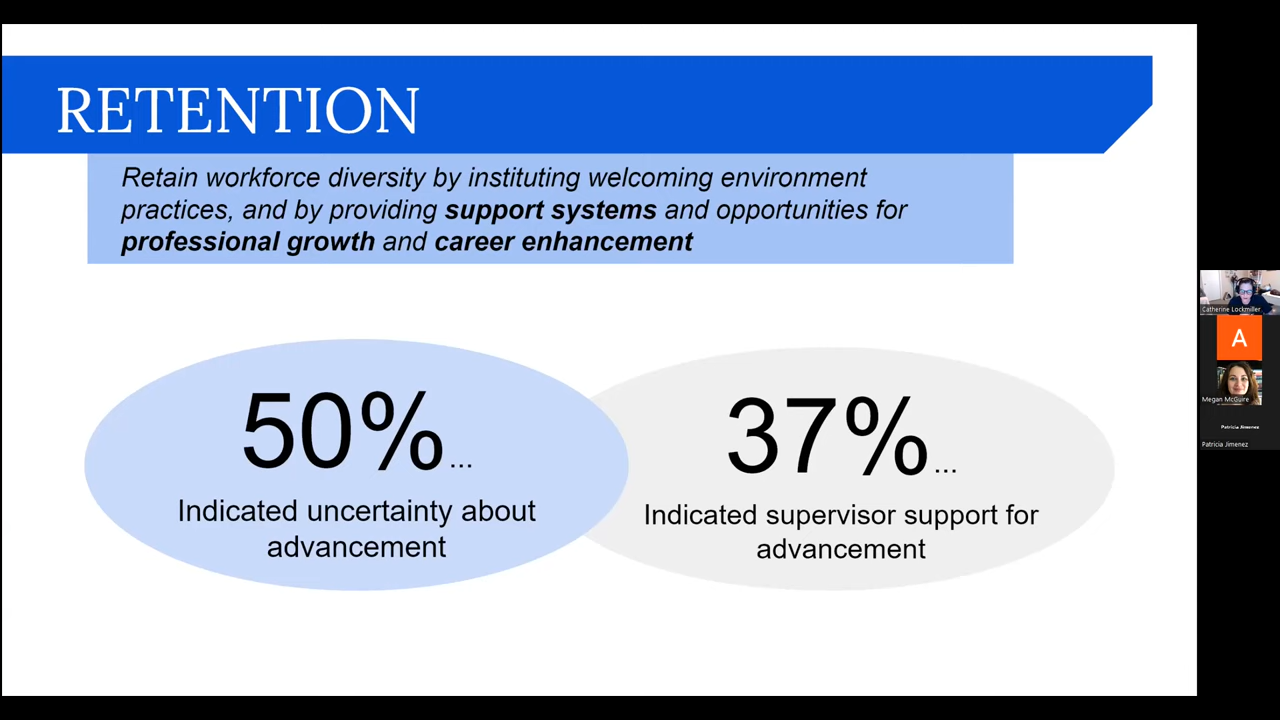 RETENTION
Retain workforce diversity by instituting welcoming environment
practices, and by providing support systems and opportunities for
professional growth and career enhancement
50%...
Indicated uncertainty about
advancement
37%...
Indicated supervisor support for
advancement
Catherine Lockmiller
A
Megan McGuire
Patricia Jimenez
Patricia Jimenez